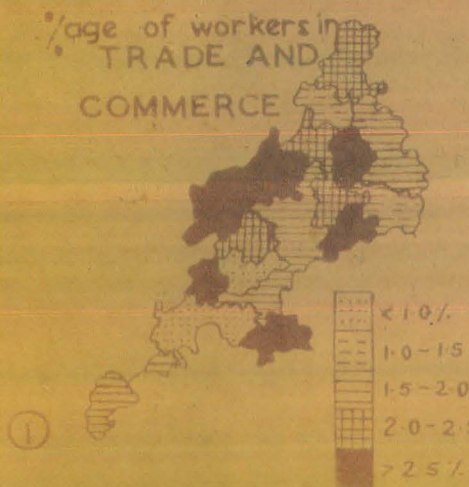 %age of workers in
TRADE AND
COMMERCE
<1·0%
1·0-1·5
1·5-2·0
2·0-2·
>2·5%
1